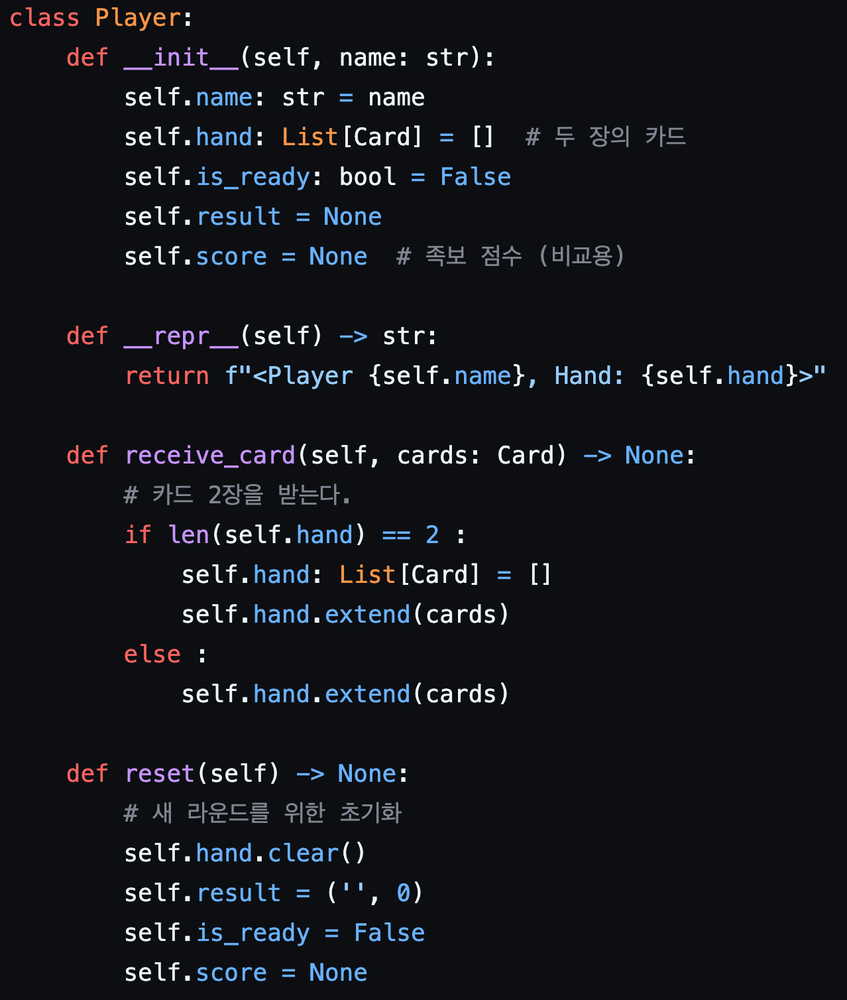 class Player:
    def __init__(self, name: str):
        self.name: str = name
        self.hand: List[Card] = []  # 두 장의 카드
        self.is_ready: bool = False
        self.result = None
        self.score = None  # 족보 점수 (비교용)

    def __repr__(self) -> str:
        return f"<Player {self.name}, Hand: {self.hand}>"

    def receive_card(self, cards: Card) -> None:
        # 카드 2장을 받는다.
        if len(self.hand) == 2 :
            self.hand: List[Card] = []
            self.hand.extend(cards)
        else :
            self.hand.extend(cards)

    def reset(self) -> None:
        # 새 라운드를 위한 초기화
        self.hand.clear()
        self.result = ('', 0)
        self.is_ready = False
        self.score = None